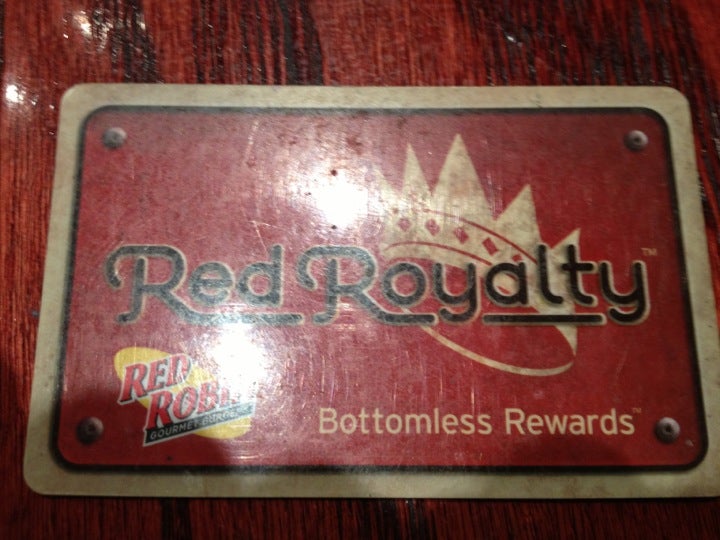 Red Royalty™
RED
ROBIN
GOURMET BURGERS
Bottomless Rewards™